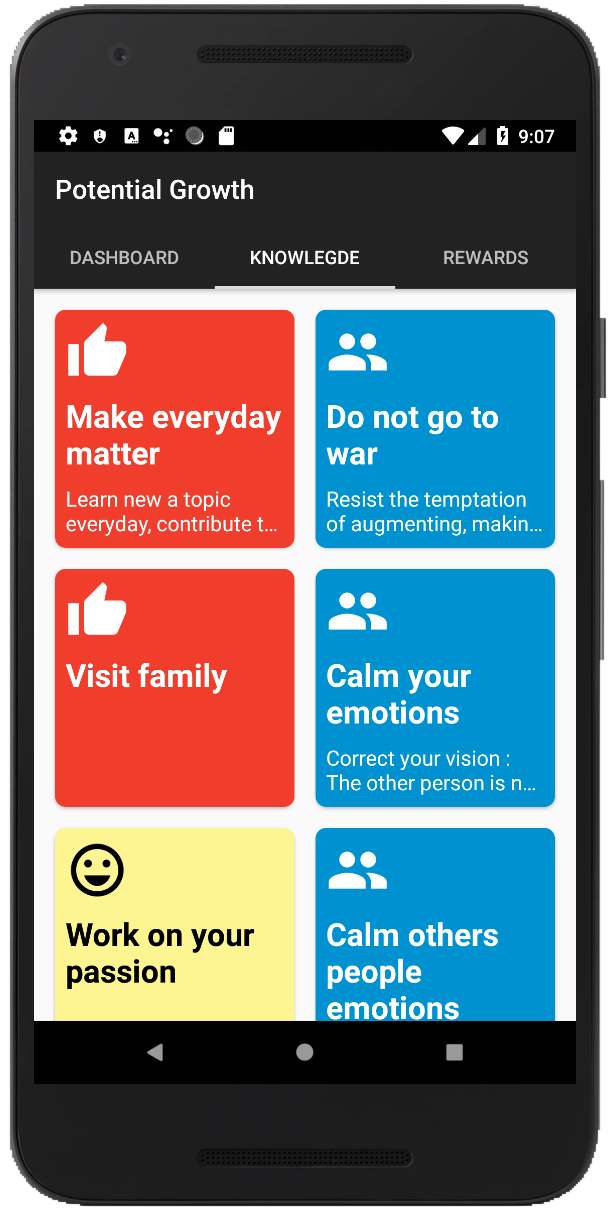 9:07
Potential Growth
DASHBOARD
KNOWLEGDE
REWARDS
Make everyday
matter
Learn new a topic
everyday, contribute t...
Do not go to
war
Resist the temptation
of augmenting, makin...
Visit family
Calm your
emotions
Correct your vision :
The other person is n...
Work on your
passion
Calm others
people
emotions